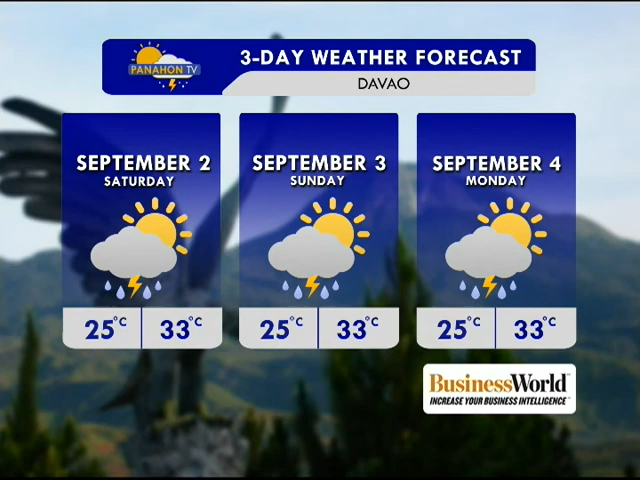 PANAHON TV
3-DAY WEATHER FORECAST
DAVAO
SEPTEMBER 2
SATURDAY
25°C
33°C
SEPTEMBER 3
SUNDAY
25°C
33°C
SEPTEMBER 4
MONDAY
25°C
33°C
BusinessWorld
INCREASE YOUR BUSINESS INTELLIGENCE